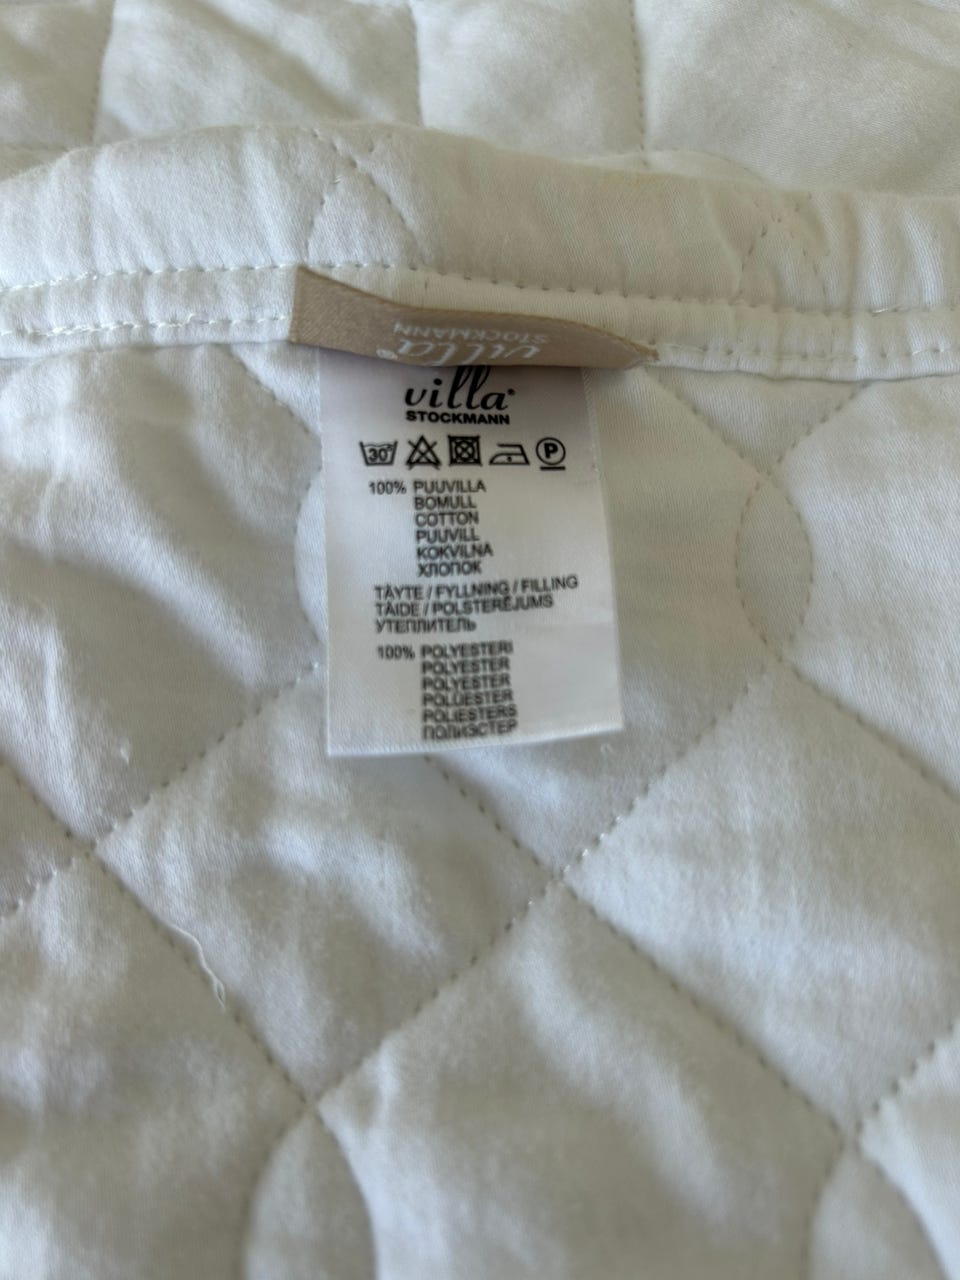 villa®
STOCKMANN
villa®
STOCKMANN
30° P
100% PUUVILLA
BOMULL
COTTON
PUUVILL
KOKVILNA
ХЛОПОК
TÄYTE / FYLLNING / FILLING
TÄIDE / POLSTERĒJUMS
УТЕПЛИТЕЛЬ
100% POLYESTERI
POLYESTER
POLYESTER
POLÜESTER
POLIESTERS
ПОЛИЭСТЕР